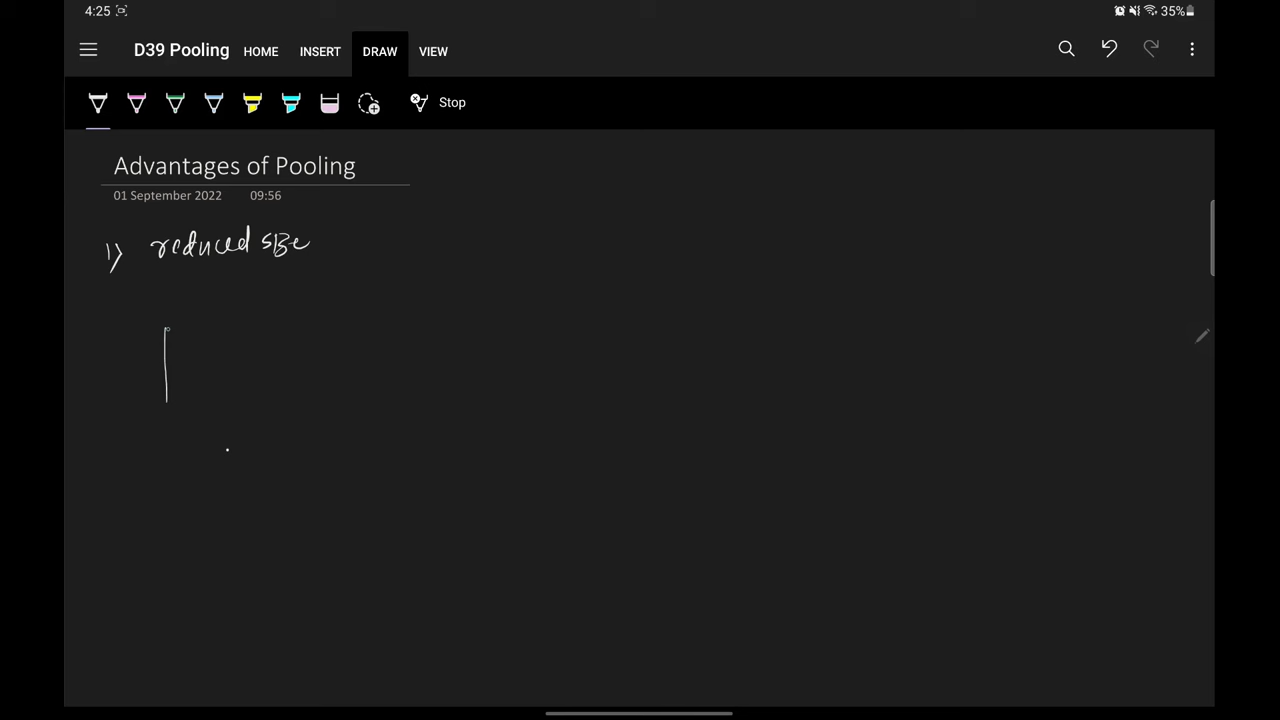 4:25 35%
D39 Pooling HOME INSERT DRAW VIEW
Stop
Advantages of Pooling
01 September 2022 09:56
1) reduced size